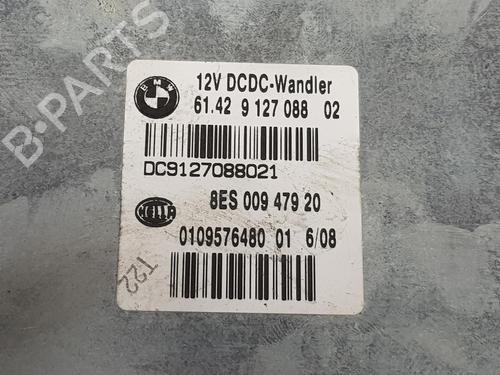 BMW
12V DCDC-Wandler
61.42 9 127 088 02
DC9127088021
8ES 009 479 20
HELLA
0109576480 01 6/08
T22
B-PARTS